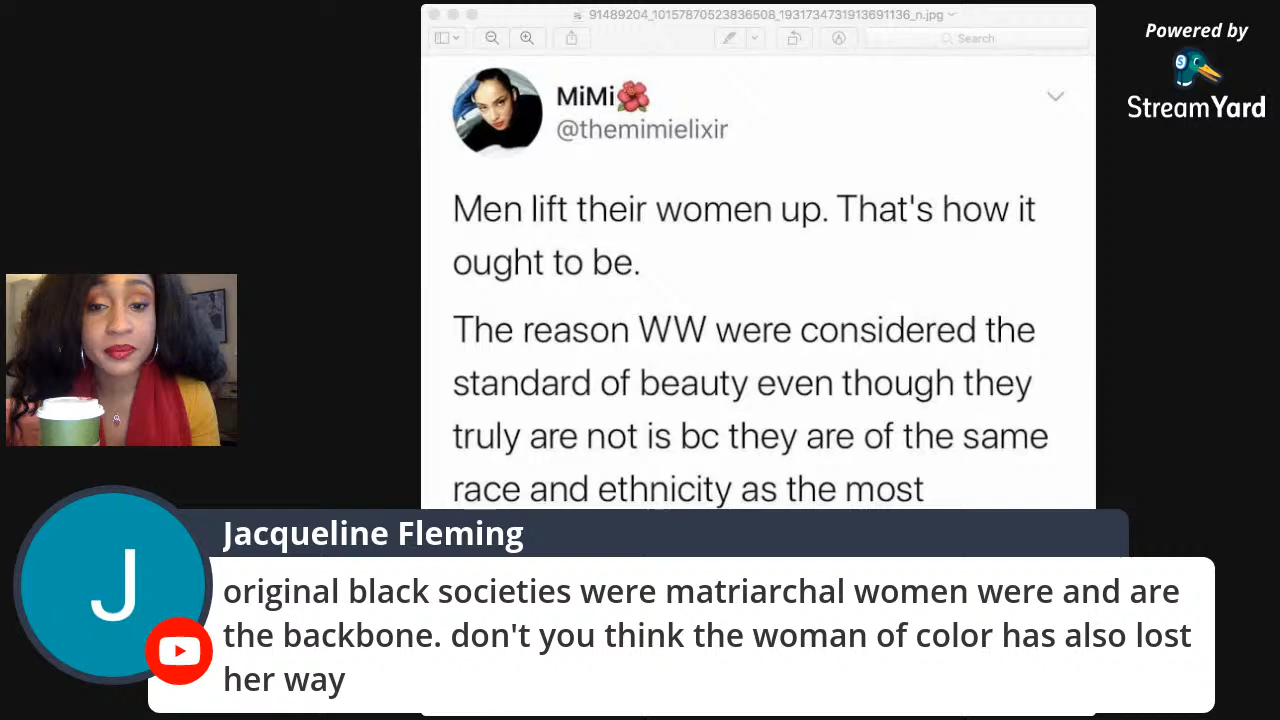 91489204_10157870523836508_1931734731913691136_n.jpg
Search
Powered by
StreamYard
MiMi🌺
@themimielixir
Men lift their women up. That's how it
ought to be.
The reason WW were considered the
standard of beauty even though they
truly are not is bc they are of the same
race and ethnicity as the most
J
Jacqueline Fleming
original black societies were matriarchal women were and are
the backbone. don't you think the woman of color has also lost
her way